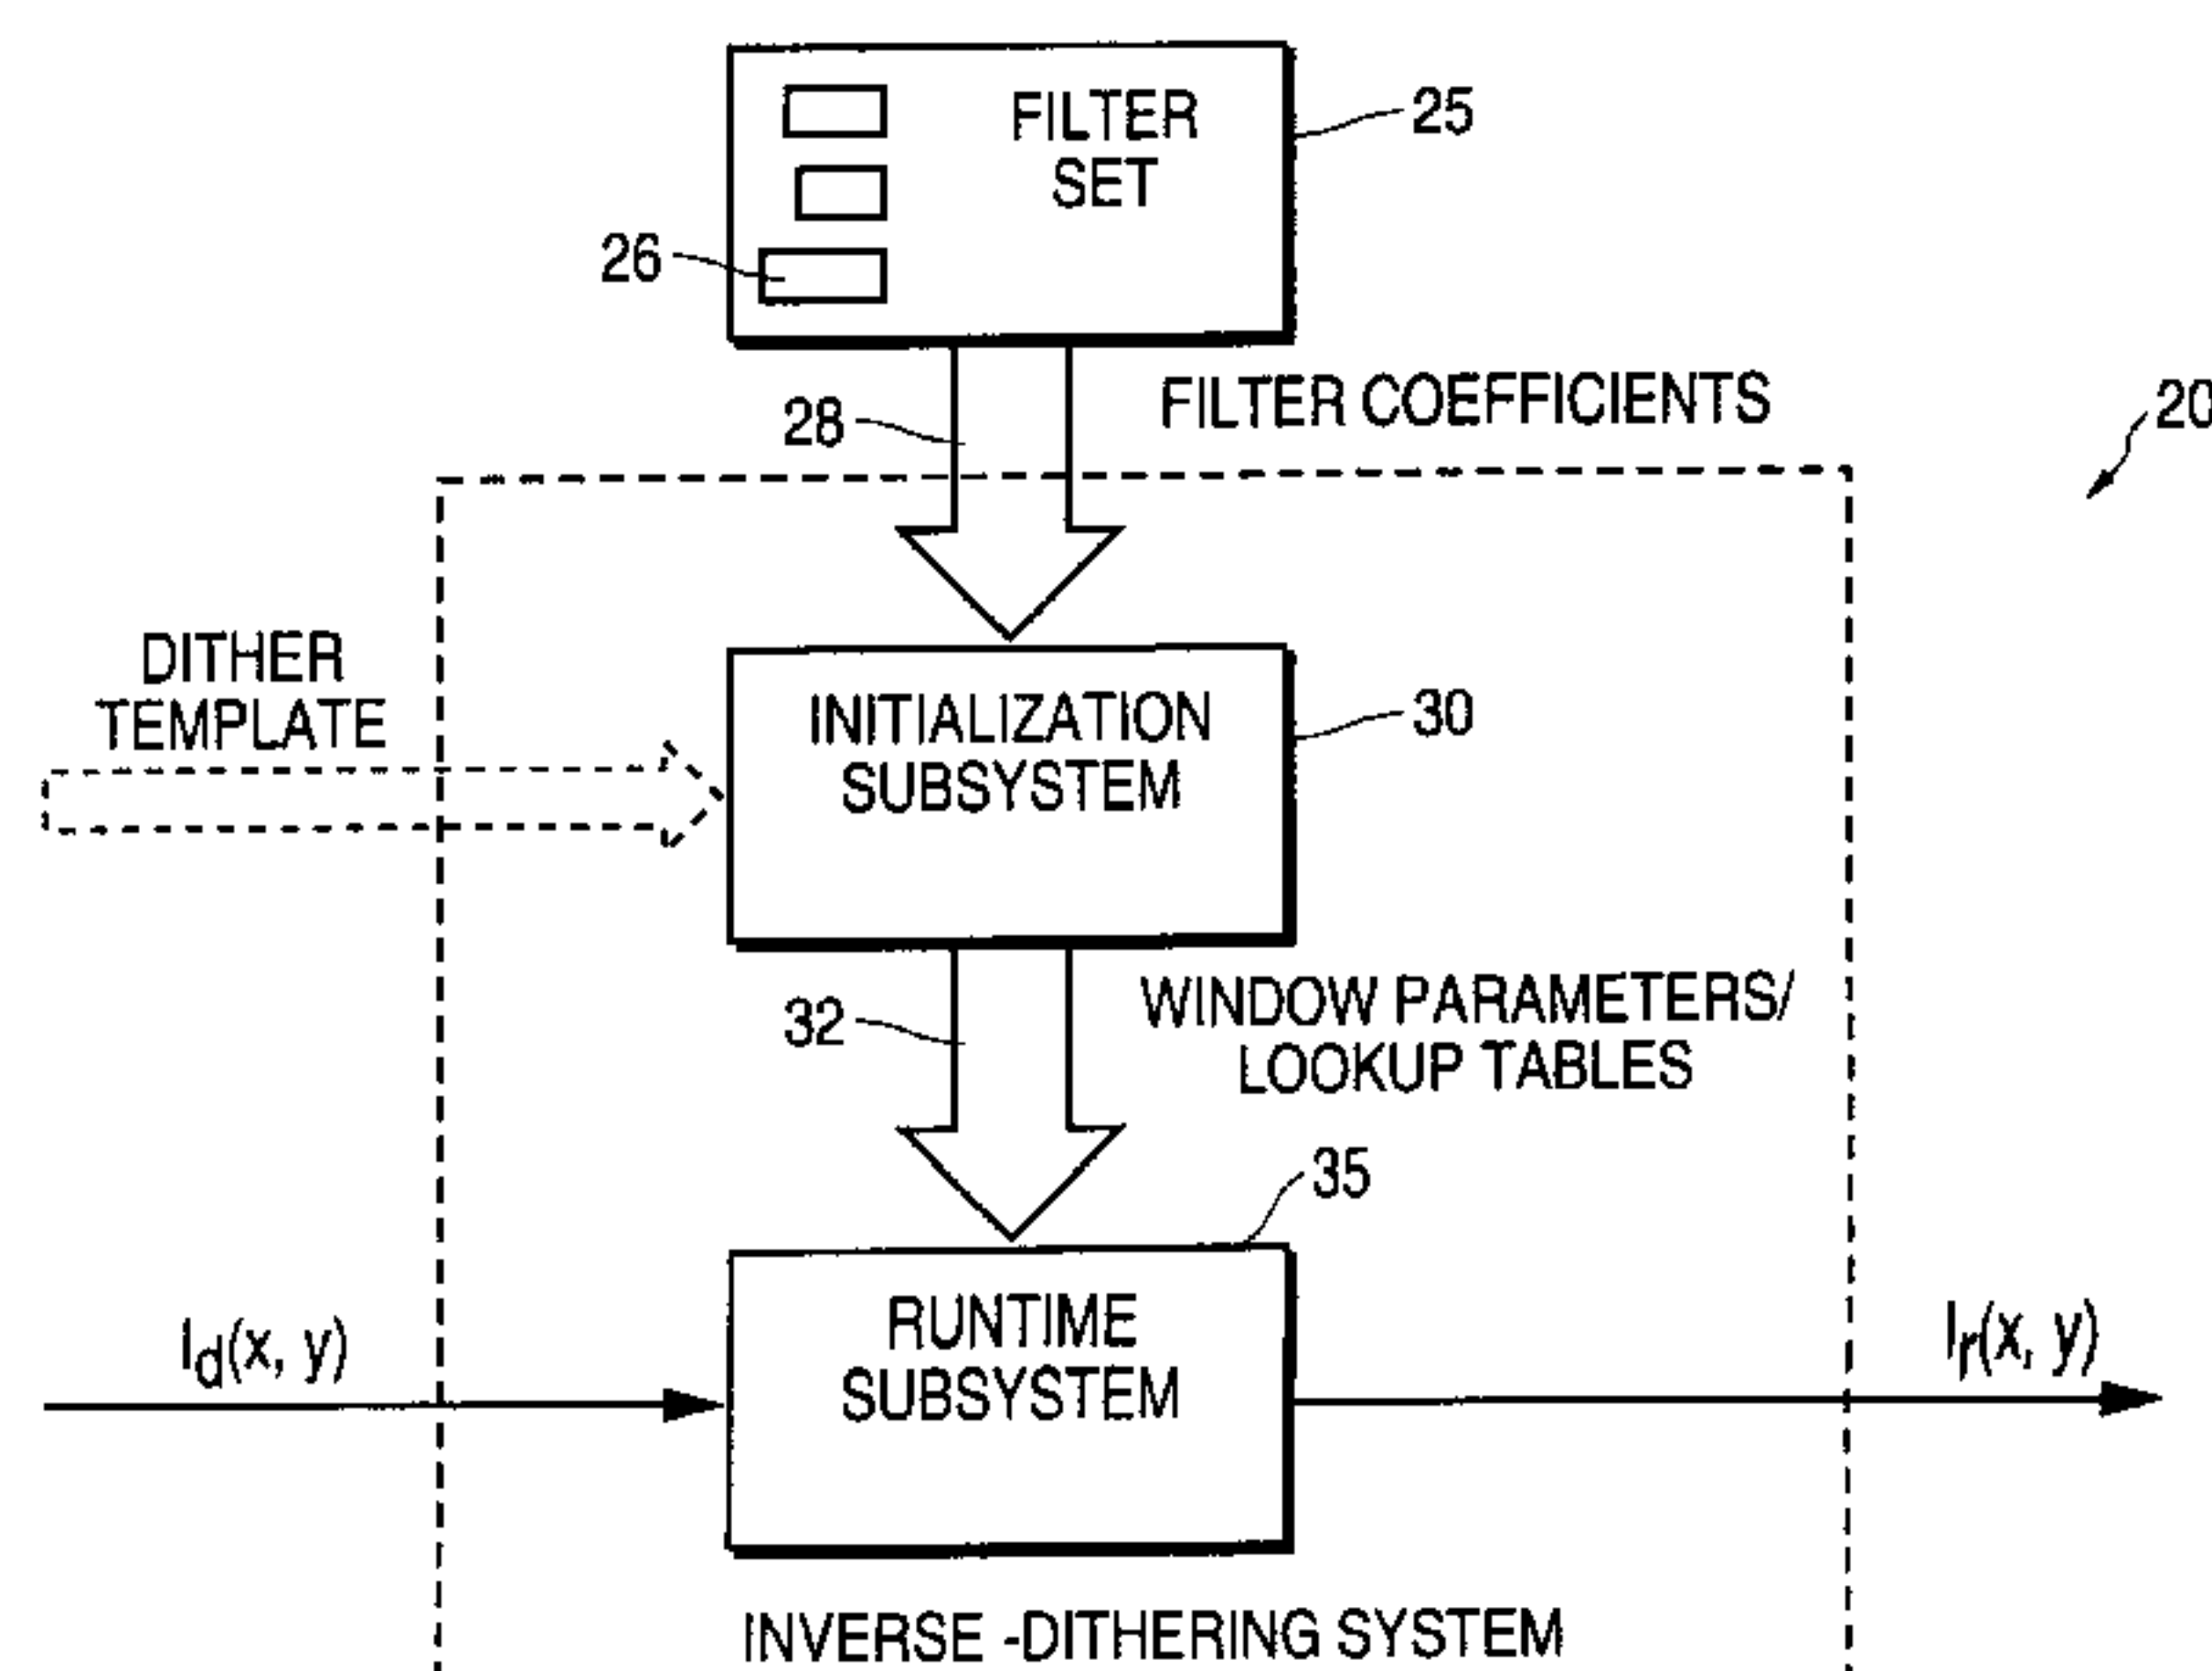 FILTER
SET
25
26
28
FILTER COEFFICIENTS
20
DITHER
TEMPLATE
INITIALIZATION
SUBSYSTEM
30
32
WINDOW PARAMETERS/
LOOKUP TABLES
35
RUNTIME
SUBSYSTEM
Id(x, y)
Ir(x, y)
INVERSE -DITHERING SYSTEM